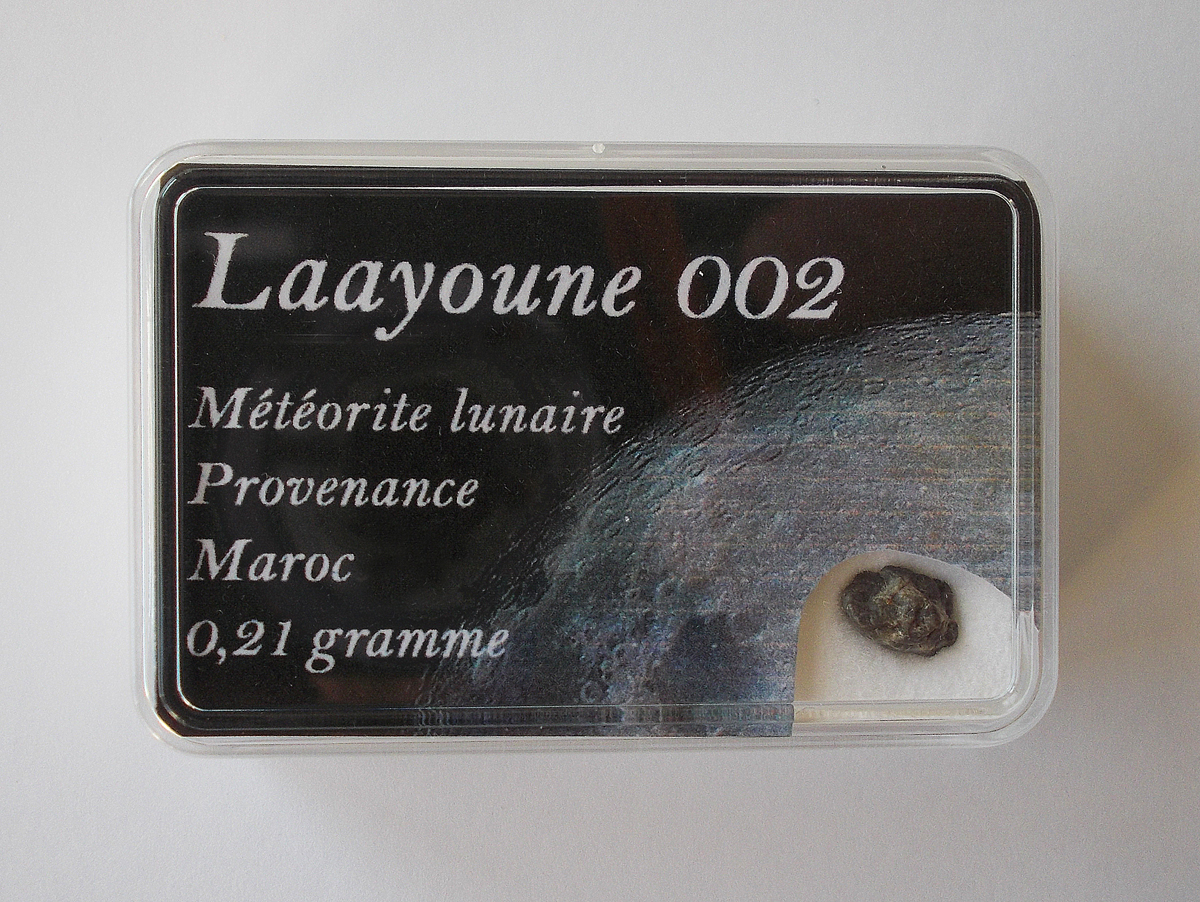 Laayoune 002
Météorite lunaire
Provenance
Maroc
0,21 gramme